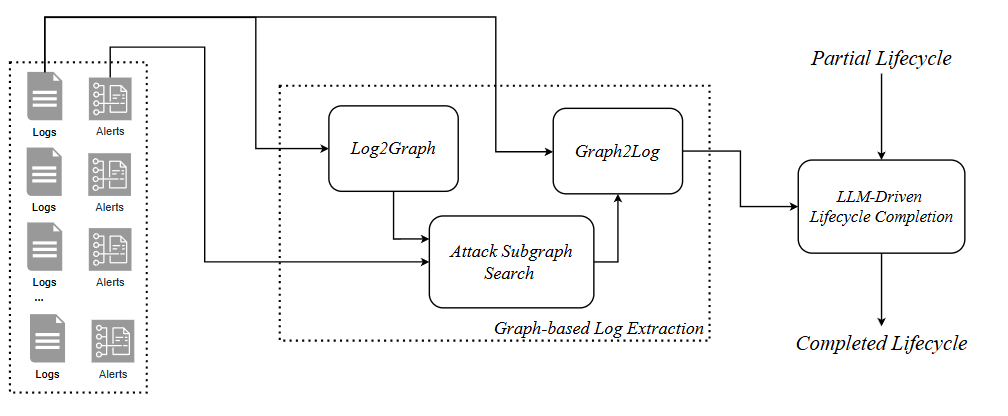 Logs
Alerts
Logs
Alerts
Logs
Alerts
...
Logs
Alerts
Log2Graph
Graph2Log
Attack Subgraph
Search
Graph-based Log Extraction
Partial Lifecycle
LLM-Driven
Lifecycle Completion
Completed Lifecycle